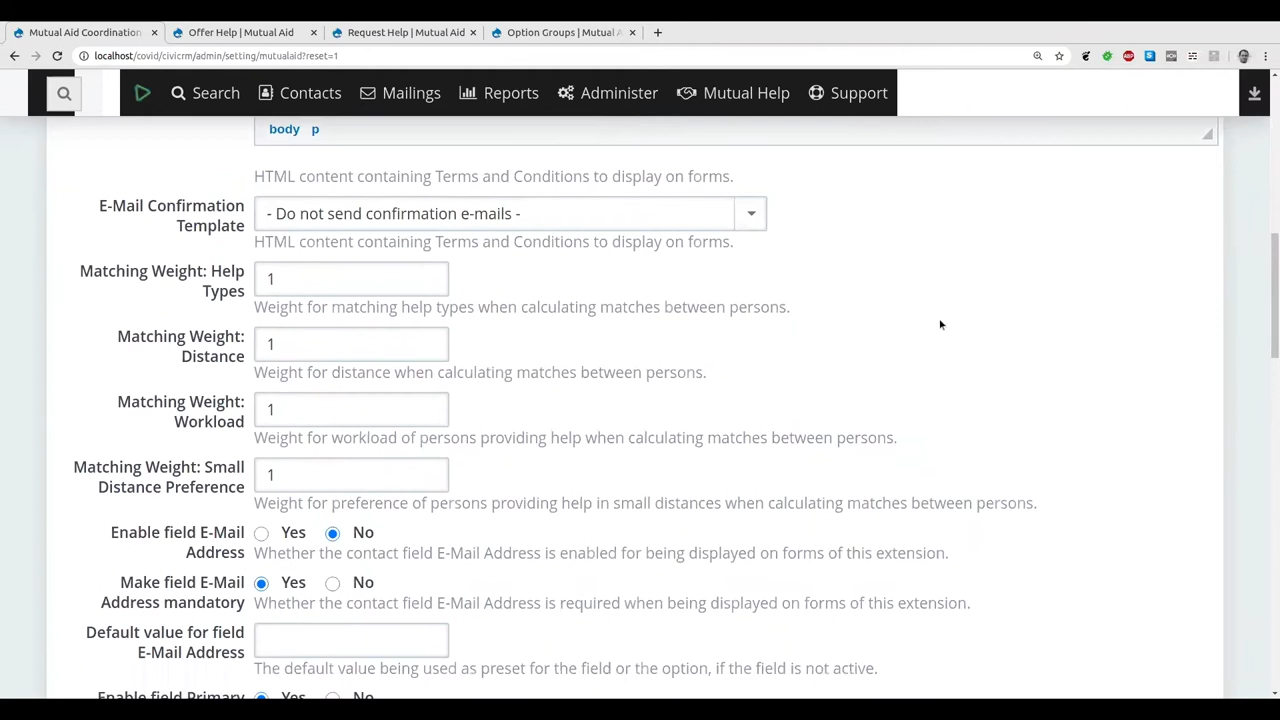 Mutual Aid Coordination
Offer Help | Mutual Aid
Request Help | Mutual Aid
Option Groups | Mutual A
localhost/covid/civicrm/admin/setting/mutualaid?reset=1
Search
Contacts
Mailings
Reports
Administer
Mutual Help
Support
body p
HTML content containing Terms and Conditions to display on forms.
E-Mail Confirmation
Template
- Do not send confirmation e-mails -
HTML content containing Terms and Conditions to display on forms.
Matching Weight: Help
Types
1
Weight for matching help types when calculating matches between persons.
Matching Weight:
Distance
1
Weight for distance when calculating matches between persons.
Matching Weight:
Workload
1
Weight for workload of persons providing help when calculating matches between persons.
Matching Weight: Small
Distance Preference
1
Weight for preference of persons providing help in small distances when calculating matches between persons.
Enable field E-Mail
Address
Yes No
Whether the contact field E-Mail Address is enabled for being displayed on forms of this extension.
Make field E-Mail
Address mandatory
Yes No
Whether the contact field E-Mail Address is required when being displayed on forms of this extension.
Default value for field
E-Mail Address
The default value being used as preset for the field or the option, if the field is not active.
Enable field Primary
Yes No